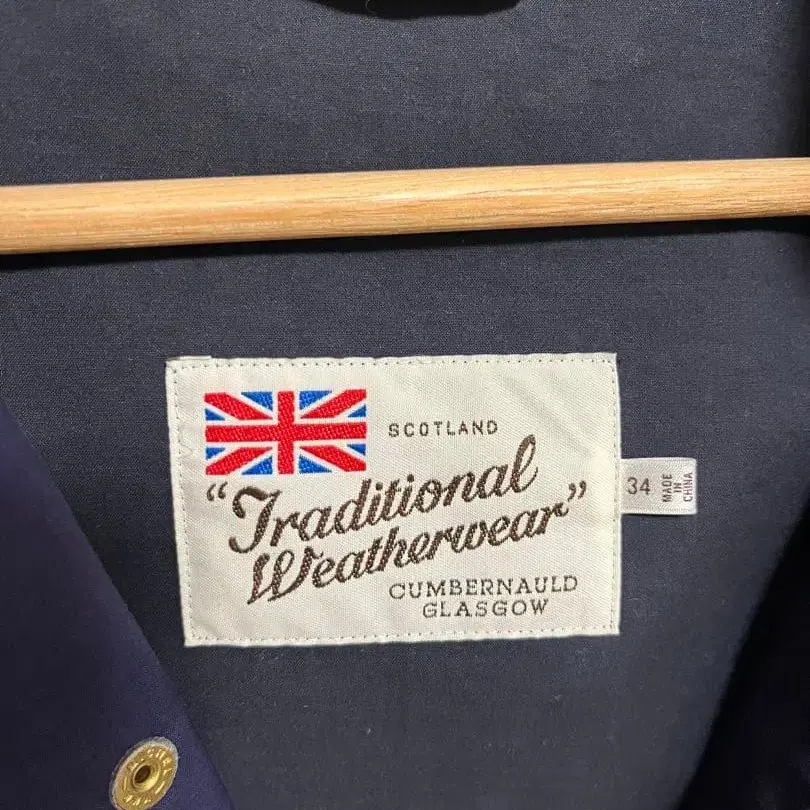 SCOTLAND
"Traditional
Weatherwear"
CUMBERNAULD
GLASGOW
34
MADE
IN
CHINA